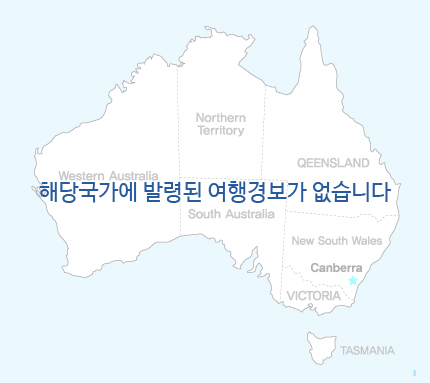 Northern
Territory
QEENSLAND
Western Australia
해당국가에 발령된 여행경보가 없습니다
South Australia
New South Wales
Canberra
VICTORIA
TASMANIA